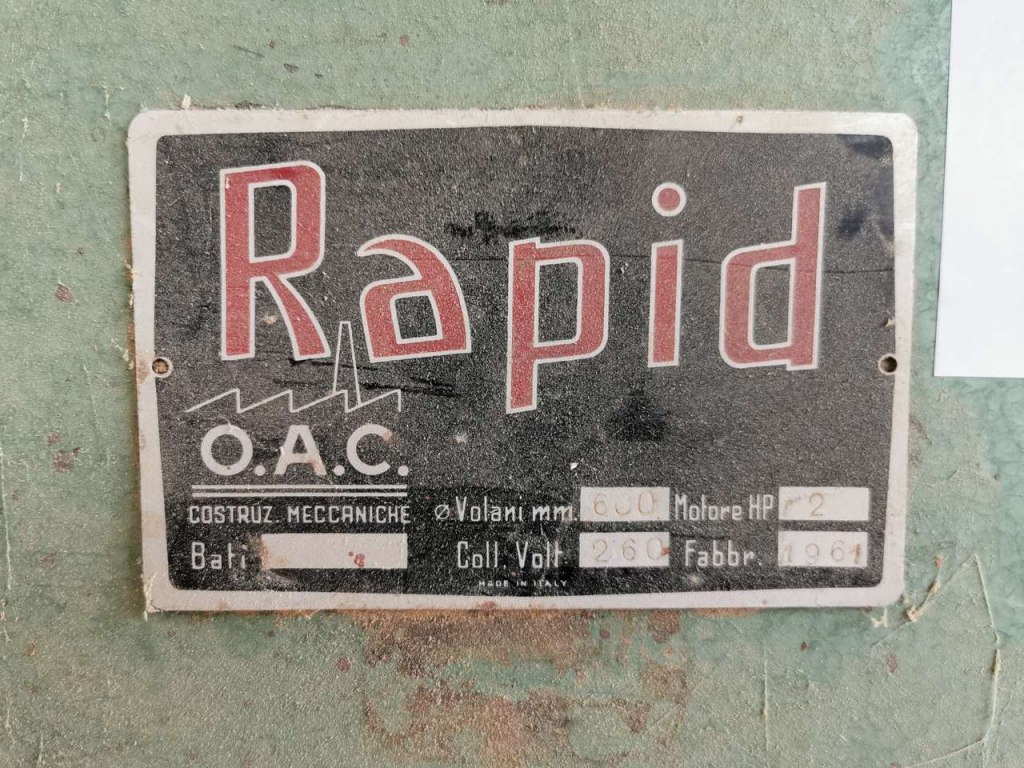 Rapid
O.A.C.
COSTRUZ. MECCANICHE
ø Volani mm. 600 Motore HP 2
Bati
Coll. Volt. 260 Fabbr. 1961
MADE IN ITALY